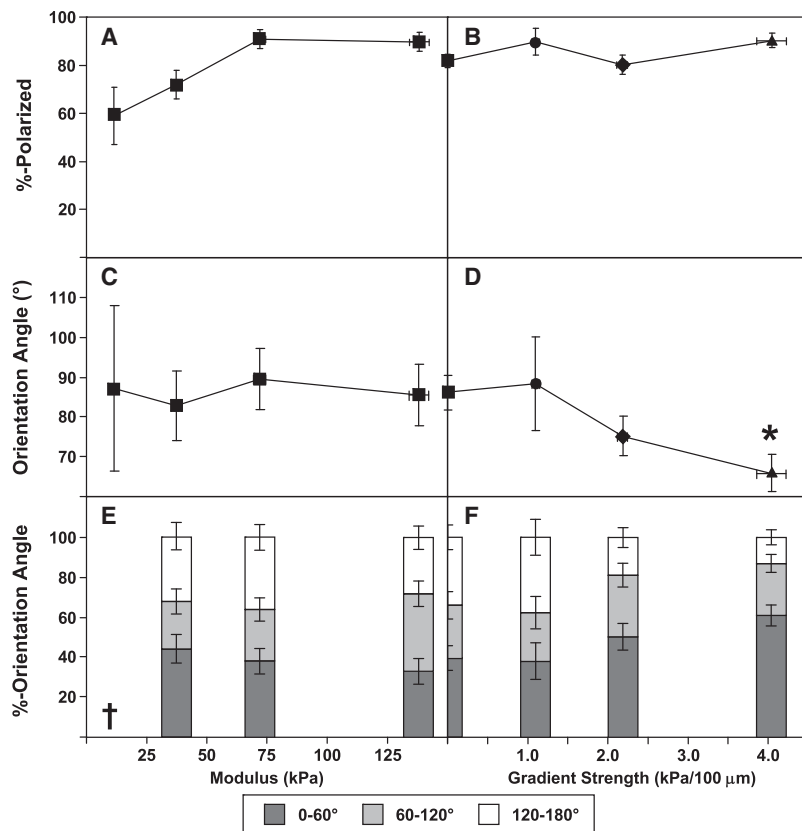 A
B
%-Polarized
100
80
60
40
20
C
D
Orientation Angle (°)
110
100
90
80
70
*
E
F
%-Orientation Angle
100
80
60
40
20
†
25 50 75 100 125
1.0 2.0 3.0 4.0
Modulus (kPa)
Gradient Strength (kPa/100 µm)
0-60° 60-120° 120-180°